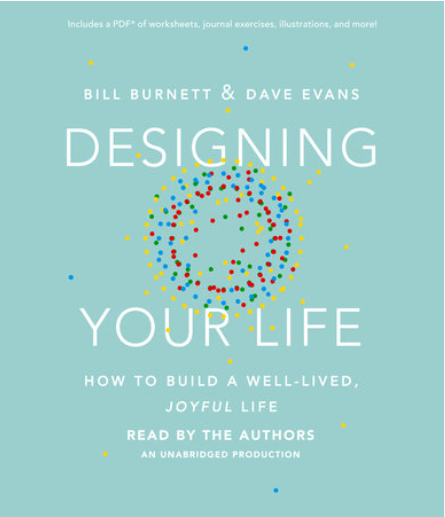 Includes a PDF* of worksheets, journal exercises, illustrations, and more!
BILL BURNETT & DAVE EVANS
DESIGNING
YOUR LIFE
HOW TO BUILD A WELL-LIVED,
JOYFUL LIFE
READ BY THE AUTHORS
AN UNABRIDGED PRODUCTION